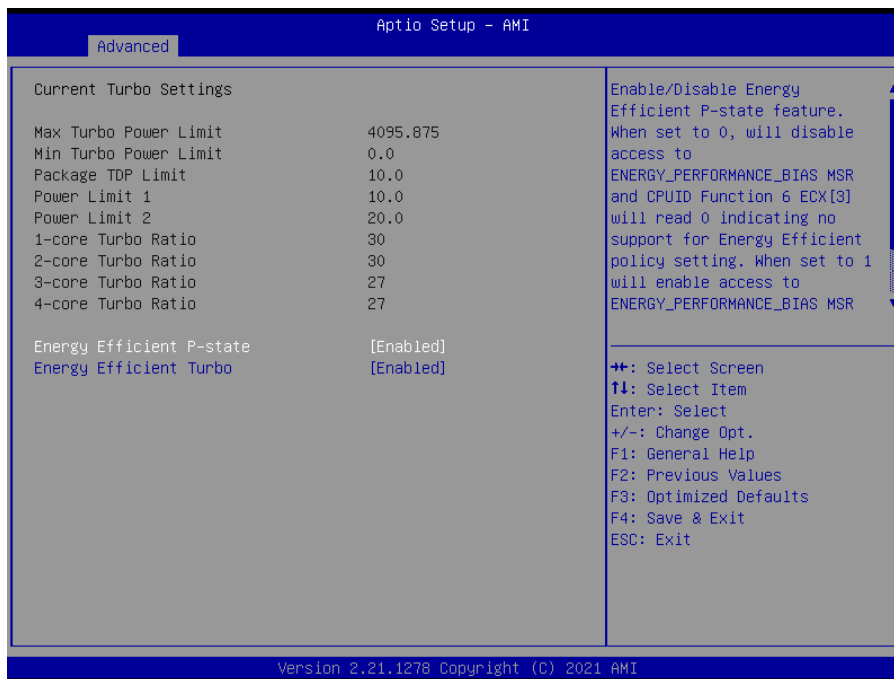 Aptio Setup – AMI
Advanced
Current Turbo Settings
Max Turbo Power Limit 4095.875
Min Turbo Power Limit 0.0
Package TDP Limit 10.0
Power Limit 1 10.0
Power Limit 2 20.0
1-core Turbo Ratio 30
2-core Turbo Ratio 30
3-core Turbo Ratio 27
4-core Turbo Ratio 27
Energy Efficient P-state [Enabled]
Energy Efficient Turbo [Enabled]
Enable/Disable Energy
Efficient P-state feature.
When set to 0, will disable
access to
ENERGY_PERFORMANCE_BIAS MSR
and CPUID Function 6 ECX[3]
will read 0 indicating no
support for Energy Efficient
policy setting. When set to 1
will enable access to
ENERGY_PERFORMANCE_BIAS MSR
→←: Select Screen
↑↓: Select Item
Enter: Select
+/-: Change Opt.
F1: General Help
F2: Previous Values
F3: Optimized Defaults
F4: Save & Exit
ESC: Exit
Version 2.21.1278 Copyright (C) 2021 AMI